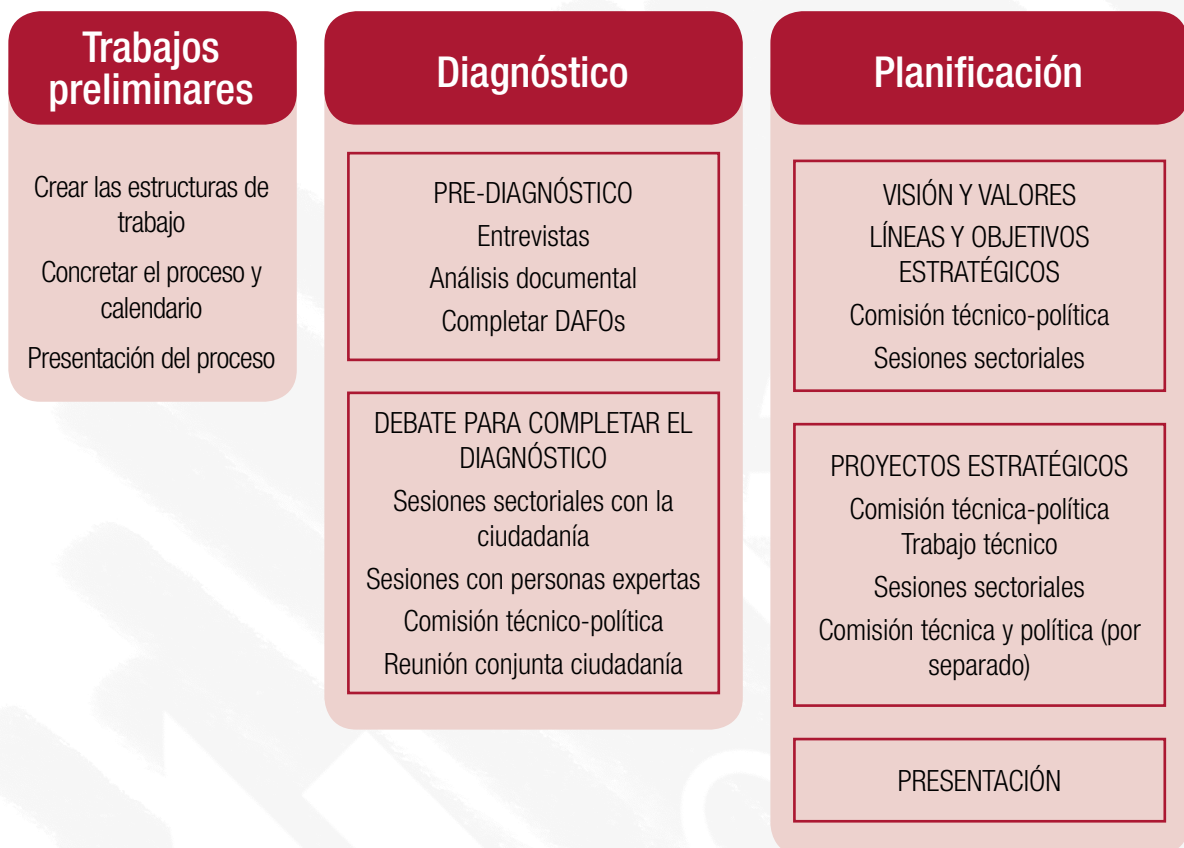 Trabajos
preliminares
Crear las estructuras de
trabajo
Concretar el proceso y
calendario
Presentación del proceso
Diagnóstico
PRE-DIAGNÓSTICO
Entrevistas
Análisis documental
Completar DAFOs
DEBATE PARA COMPLETAR EL
DIAGNÓSTICO
Sesiones sectoriales con la
ciudadanía
Sesiones con personas expertas
Comisión técnico-política
Reunión conjunta ciudadanía
Planificación
VISIÓN Y VALORES
LÍNEAS Y OBJETIVOS
ESTRATÉGICOS
Comisión técnico-política
Sesiones sectoriales
PROYECTOS ESTRATÉGICOS
Comisión técnica-política
Trabajo técnico
Sesiones sectoriales
Comisión técnica y política (por
separado)
PRESENTACIÓN